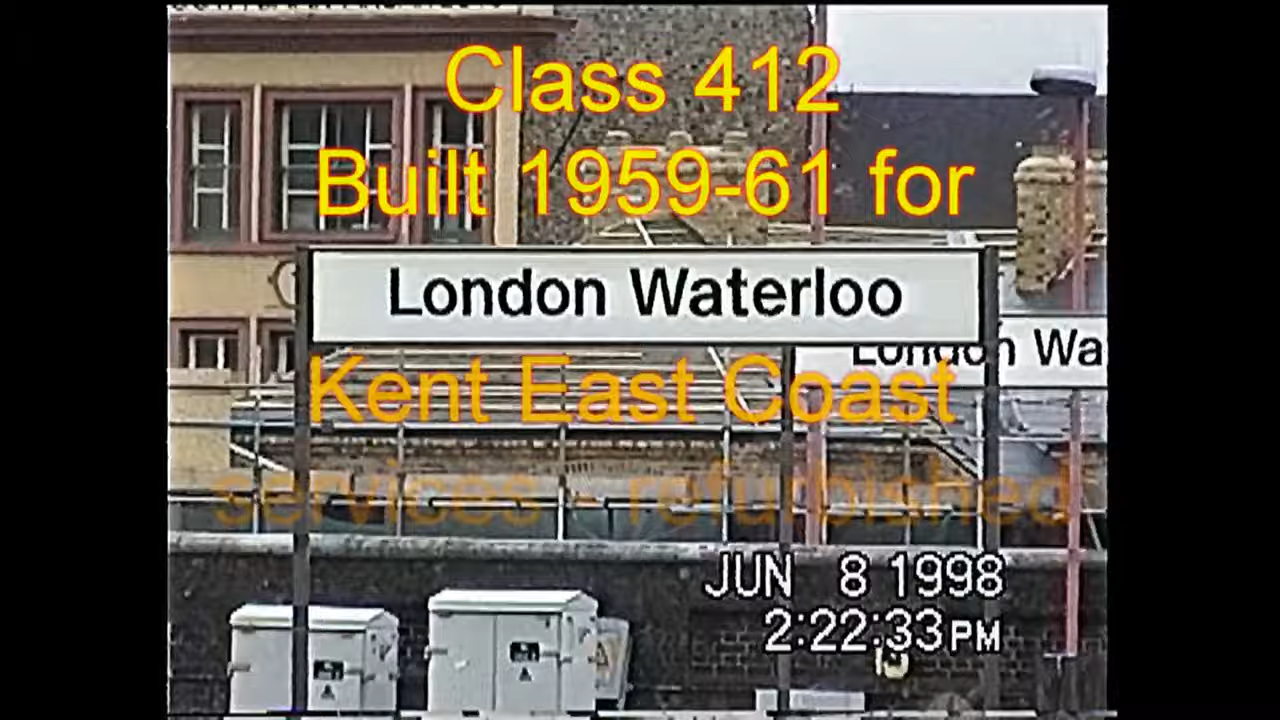 Class 412
Built 1959-61 for
London Waterloo
London Wa
Kent East Coast
services - refurbished
JUN 8 1998
2:22:33PM